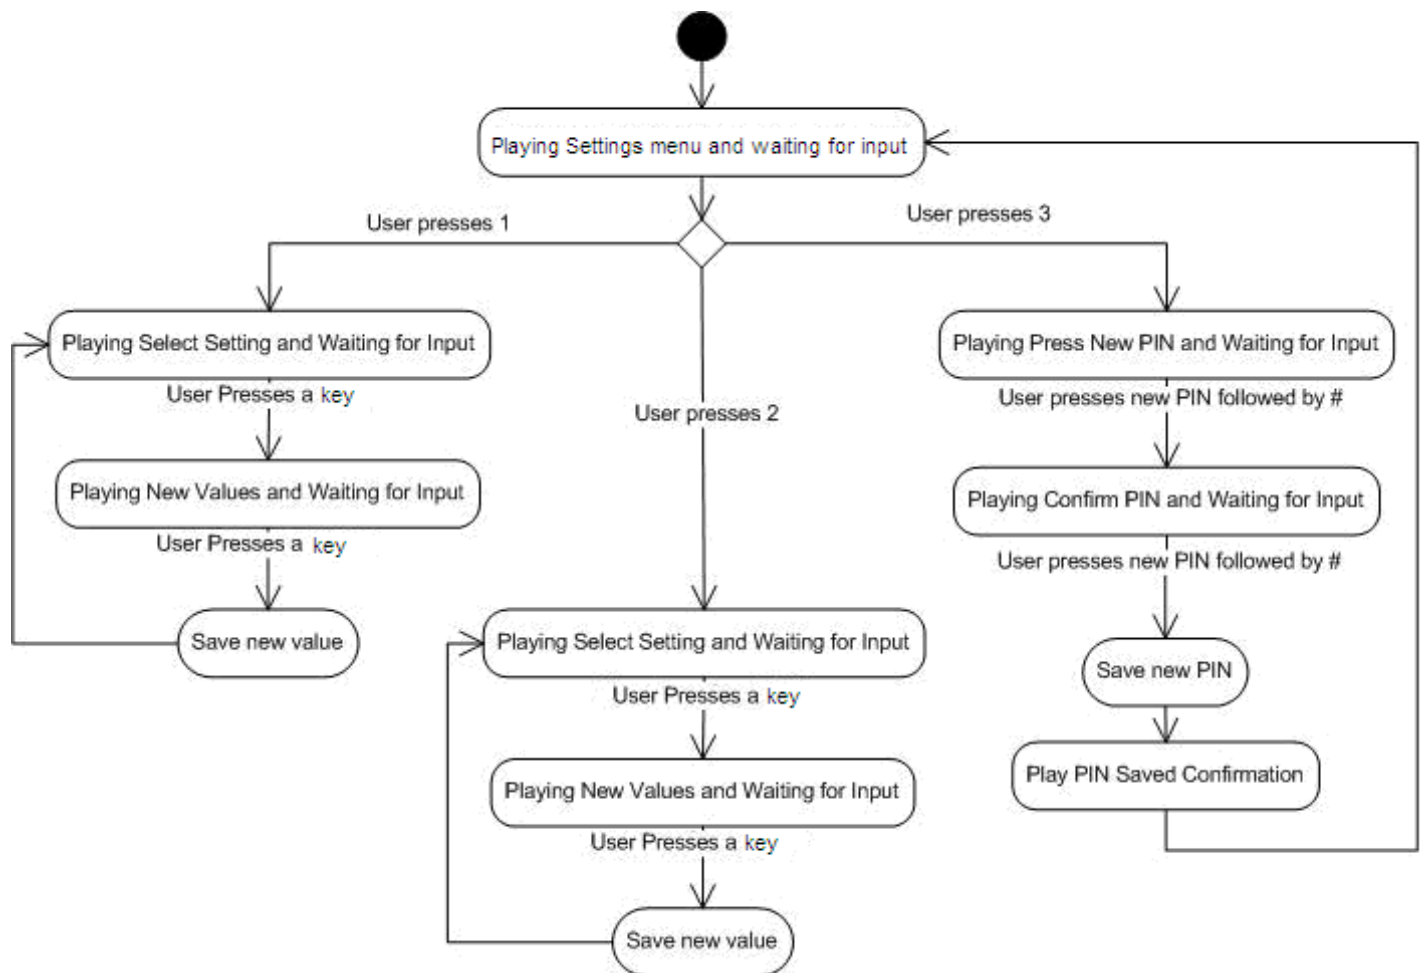 Playing Settings menu and waiting for input
User presses 1
User presses 3
Playing Select Setting and Waiting for Input
User Presses a key
Playing New Values and Waiting for Input
User Presses a key
Save new value
User presses 2
Playing Select Setting and Waiting for Input
User Presses a key
Playing New Values and Waiting for Input
User Presses a key
Save new value
Playing Press New PIN and Waiting for Input
User presses new PIN followed by #
Playing Confirm PIN and Waiting for Input
User presses new PIN followed by #
Save new PIN
Play PIN Saved Confirmation